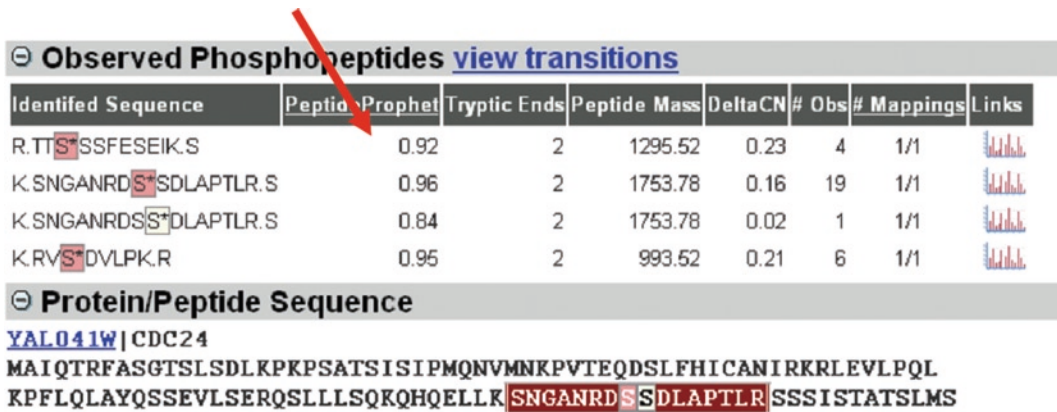 Observed Phosphopeptides view transitions
Identifed Sequence PeptideProphet Tryptic Ends Peptide Mass DeltaCN # Obs # Mappings Links
R.TTS*SSFESEIK.S 0.92 2 1295.52 0.23 4 1/1
K.SNGANRDS*SDLAPTLR.S 0.96 2 1753.78 0.16 19 1/1
K.SNGANRDSS*DLAPTLR.S 0.84 2 1753.78 0.02 1 1/1
K.RVS*DVLPK.R 0.95 2 993.52 0.21 6 1/1
Protein/Peptide Sequence
YAL041W|CDC24
MAIQTRFASGTSLSDLKPKPSATSISIPMQNVMNKPVTEQDSLFHICANIRKRLEVLPQL
KPFLQLAYQSSEVLSERQSLLLSQKQHQELLKSNGANRDSSDLAPTLRSSSISTATSLMS